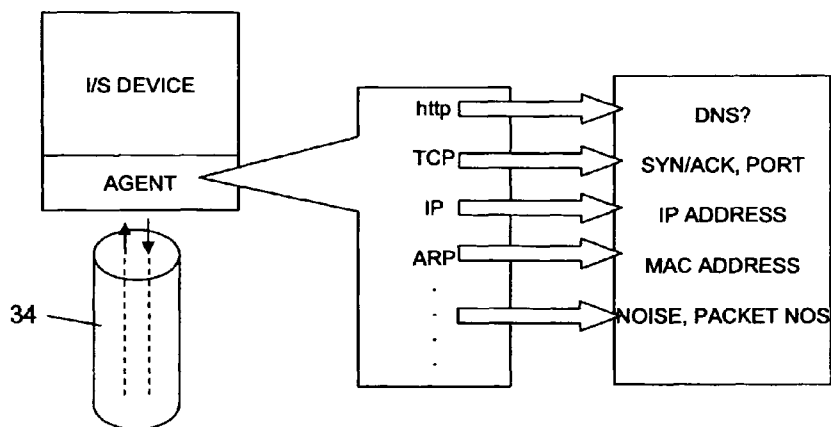 I/S DEVICE
AGENT
34
http
TCP
IP
ARP
DNS?
SYN/ACK, PORT
IP ADDRESS
MAC ADDRESS
NOISE, PACKET NOS